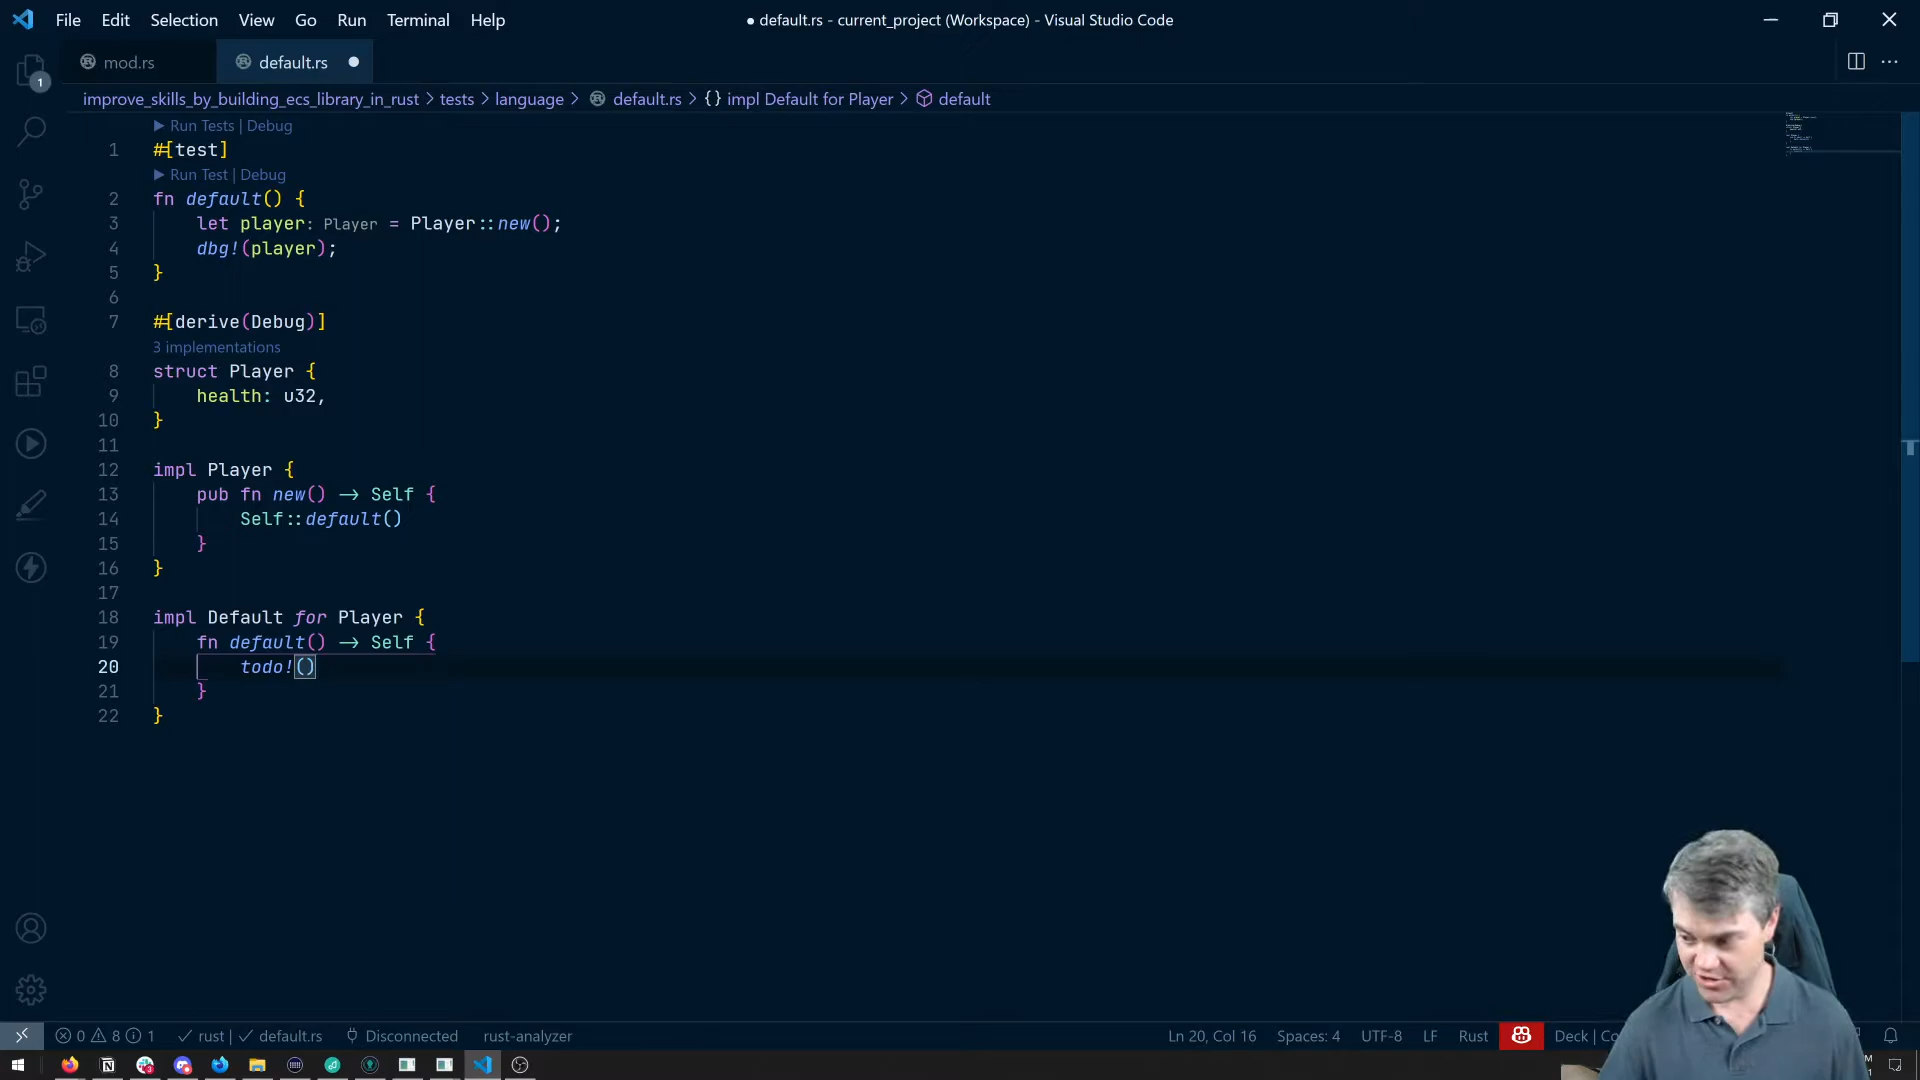 File Edit Selection View Go Run Terminal Help
● default.rs - current_project (Workspace) - Visual Studio Code
mod.rs
default.rs
improve_skills_by_building_ecs_library_in_rust > tests > language > default.rs > {} impl Default for Player > default
1
▶ Run Tests | Debug
1 #[test]
▶ Run Test | Debug
2 fn default() {
3 let player: Player = Player::new();
4 dbg!(player);
5 }
6
7 #[derive(Debug)]
3 implementations
8 struct Player {
9 health: u32,
10 }
11
12 impl Player {
13 pub fn new() -> Self {
14 Self::default()
15 }
16 }
17
18 impl Default for Player {
19 fn default() -> Self {
20 todo!()
21 }
22 }
0 8 1 rust | default.rs Disconnected rust-analyzer
Ln 20, Col 16 Spaces: 4 UTF-8 LF Rust Deck